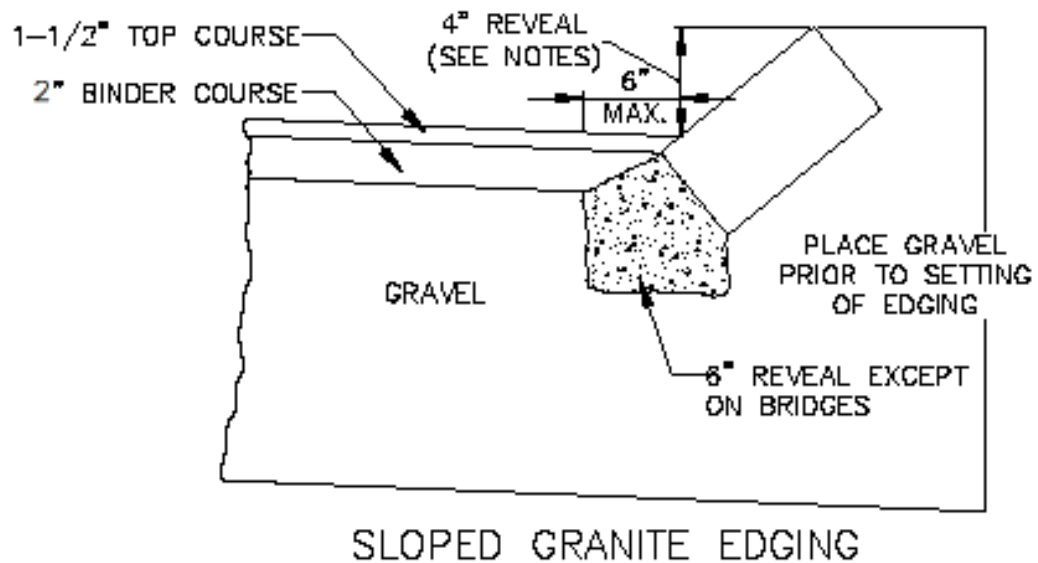 1-1/2" TOP COURSE
2" BINDER COURSE
4" REVEAL
(SEE NOTES)
6"
MAX.
GRAVEL
PLACE GRAVEL
PRIOR TO SETTING
OF EDGING
6" REVEAL EXCEPT
ON BRIDGES
SLOPED GRANITE EDGING